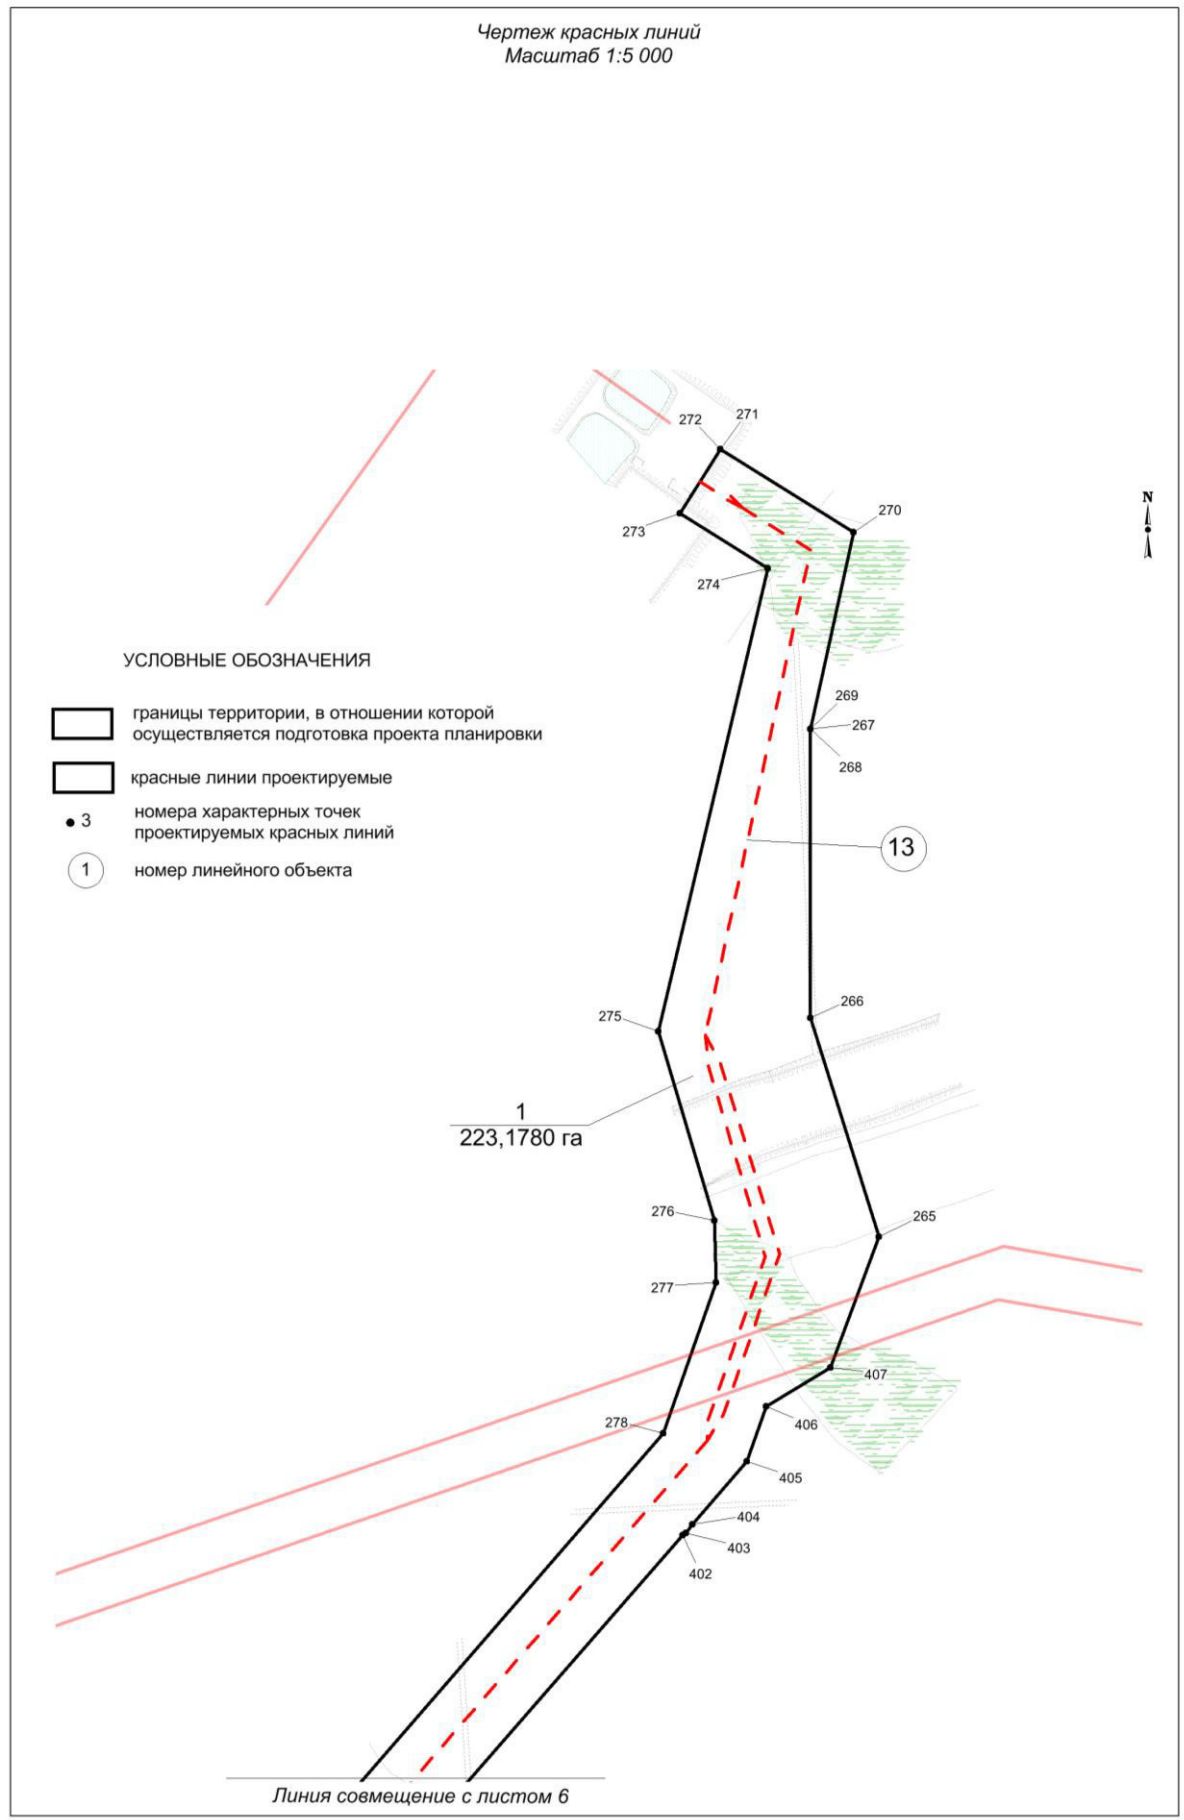 Чертеж красных линий
Масштаб 1:5 000
272
271
273
270
N
274
УСЛОВНЫЕ ОБОЗНАЧЕНИЯ
границы территории, в отношении которой
осуществляется подготовка проекта планировки
красные линии проектируемые
3
номера характерных точек
проектируемых красных линий
1
номер линейного объекта
269
267
268
13
275
266
1
223,1780 га
276
265
277
407
278
406
405
404
403
402
Линия совмещение с листом 6